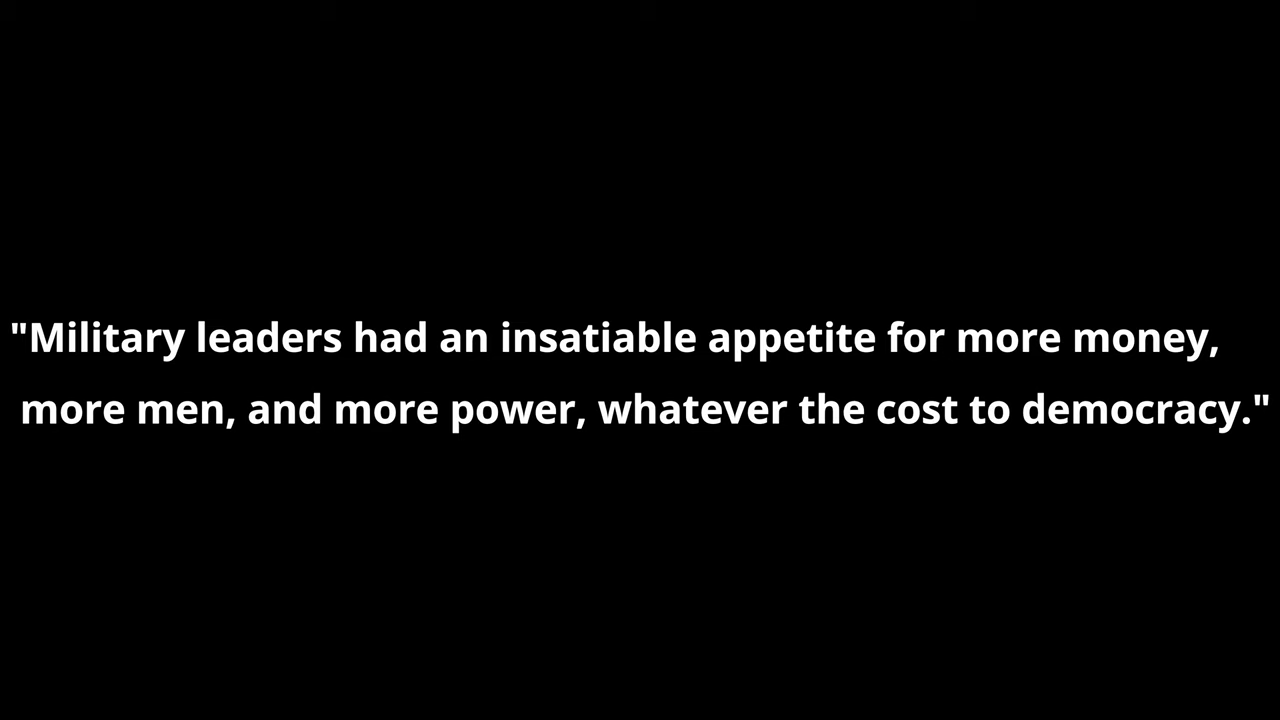 "Military leaders had an insatiable appetite for more money,
more men, and more power, whatever the cost to democracy."